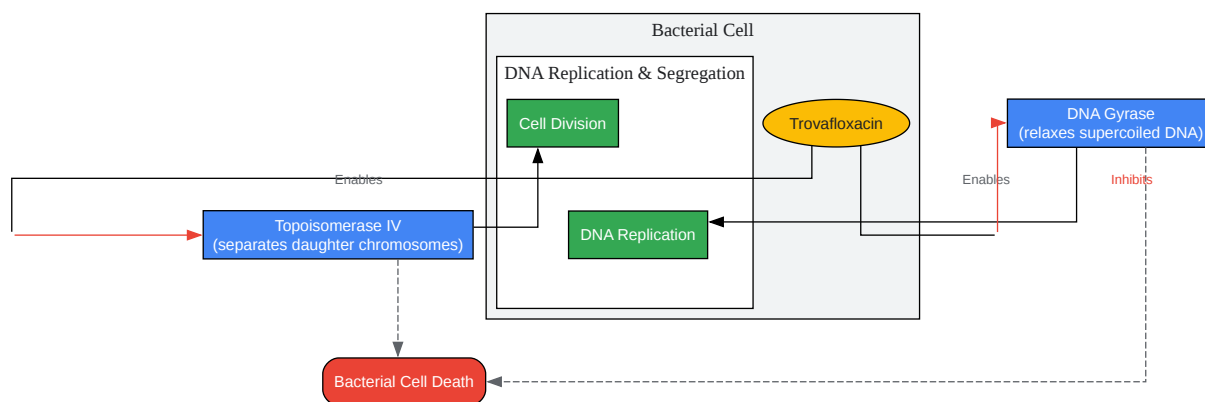 Bacterial Cell
DNA Replication & Segregation
Cell Division
Trovafloxacin
DNA Gyrase
(relaxes supercoiled DNA)
Enables
Enables
Inhibits
Topoisomerase IV
(separates daughter chromosomes)
DNA Replication
Bacterial Cell Death